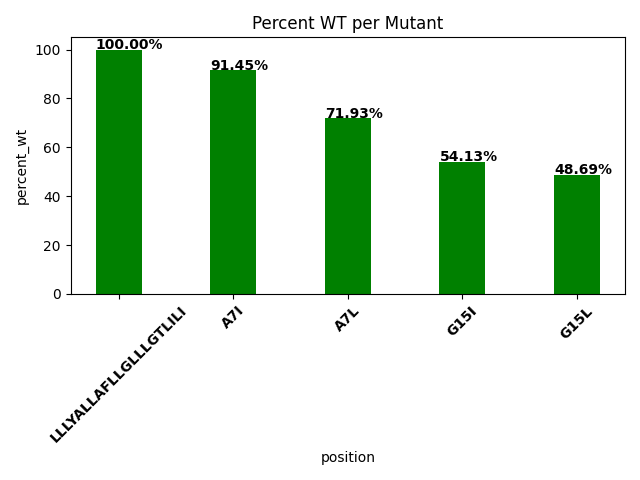 Percent WT per Mutant
percent_wt
100
80
60
40
20
0
100.00%
91.45%
71.93%
54.13%
48.69%
LLLYALLAFLLGLLLGTLILI
A7I
A7L
G15I
G15L
position